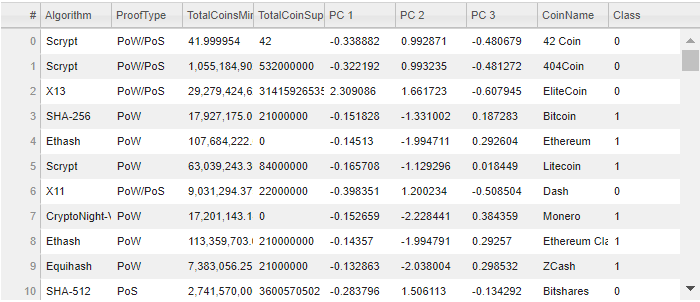 # Algorithm ProofType TotalCoinsMin TotalCoinSup PC 1 PC 2 PC 3 CoinName Class
0 Scrypt PoW/PoS 41.999954 42 -0.338882 0.992871 -0.480679 42 Coin 0
1 Scrypt PoW/PoS 1,055,184,90 532000000 -0.322192 0.993235 -0.481272 404Coin 0
2 X13 PoW/PoS 29,279,424,6 31415926535 2.309086 1.661723 -0.607945 EliteCoin 0
3 SHA-256 PoW 17,927,175.0 21000000 -0.151828 -1.331002 0.187283 Bitcoin 1
4 Ethash PoW 107,684,222. 0 -0.14513 -1.994711 0.292604 Ethereum 1
5 Scrypt PoW 63,039,243.3 84000000 -0.165708 -1.129296 0.018449 Litecoin 1
6 X11 PoW/PoS 9,031,294.37 22000000 -0.398351 1.200234 -0.508504 Dash 0
7 CryptoNight-V PoW 17,201,143.1 0 -0.152659 -2.228441 0.384359 Monero 1
8 Ethash PoW 113,359,703.0 210000000 -0.14357 -1.994791 0.29257 Ethereum Cla 1
9 Equihash PoW 7,383,056.25 21000000 -0.132863 -2.038004 0.298532 ZCash 1
10 SHA-512 PoS 2,741,570,00 3600570502 -0.283796 1.506113 -0.134292 Bitshares 0